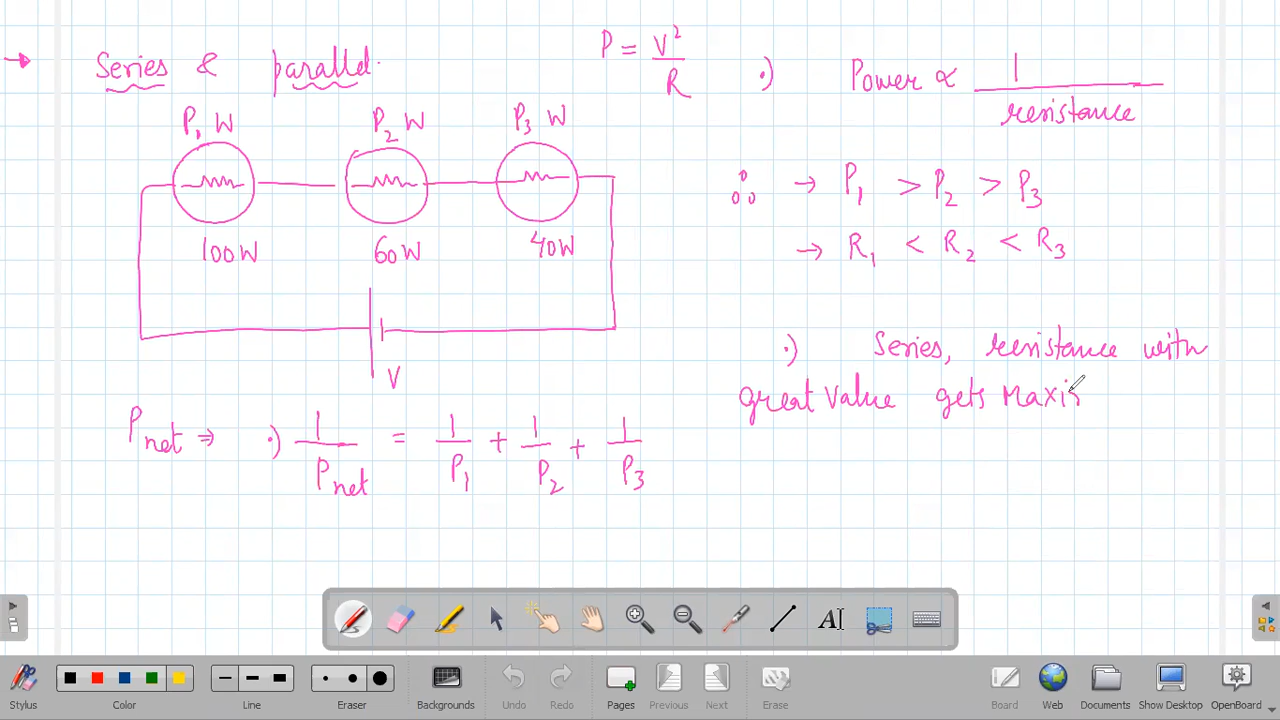 Series & parallel.
P = V²/R
P₁ W P₂ W P₃ W
100W 60W 40W
V
P net ⇒ •) 1/P net = 1/P₁ + 1/P₂ + 1/P₃
•) Power ∝ 1/resistance
∴ → P₁ > P₂ > P₃
→ R₁ < R₂ < R₃
•) Series, resistance with
great value gets Maxi
Stylus Color Line Eraser Backgrounds Undo Redo Pages Previous Next Erase Board Web Documents Show Desktop OpenBoard